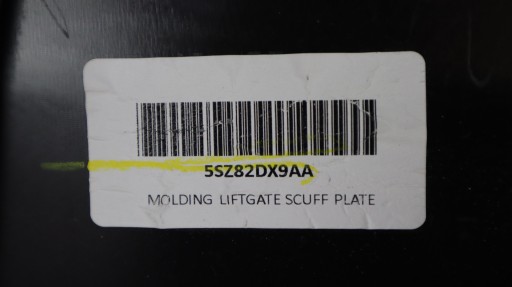 5SZ82DX9AA
MOLDING LIFTGATE SCUFF PLATE